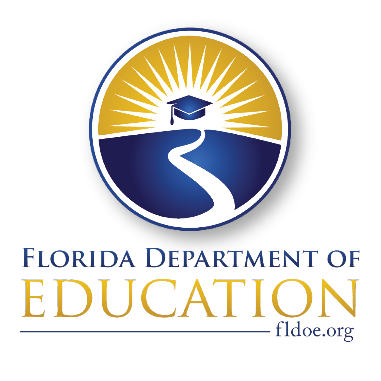 FLORIDA DEPARTMENT OF
EDUCATION
fldoe.org